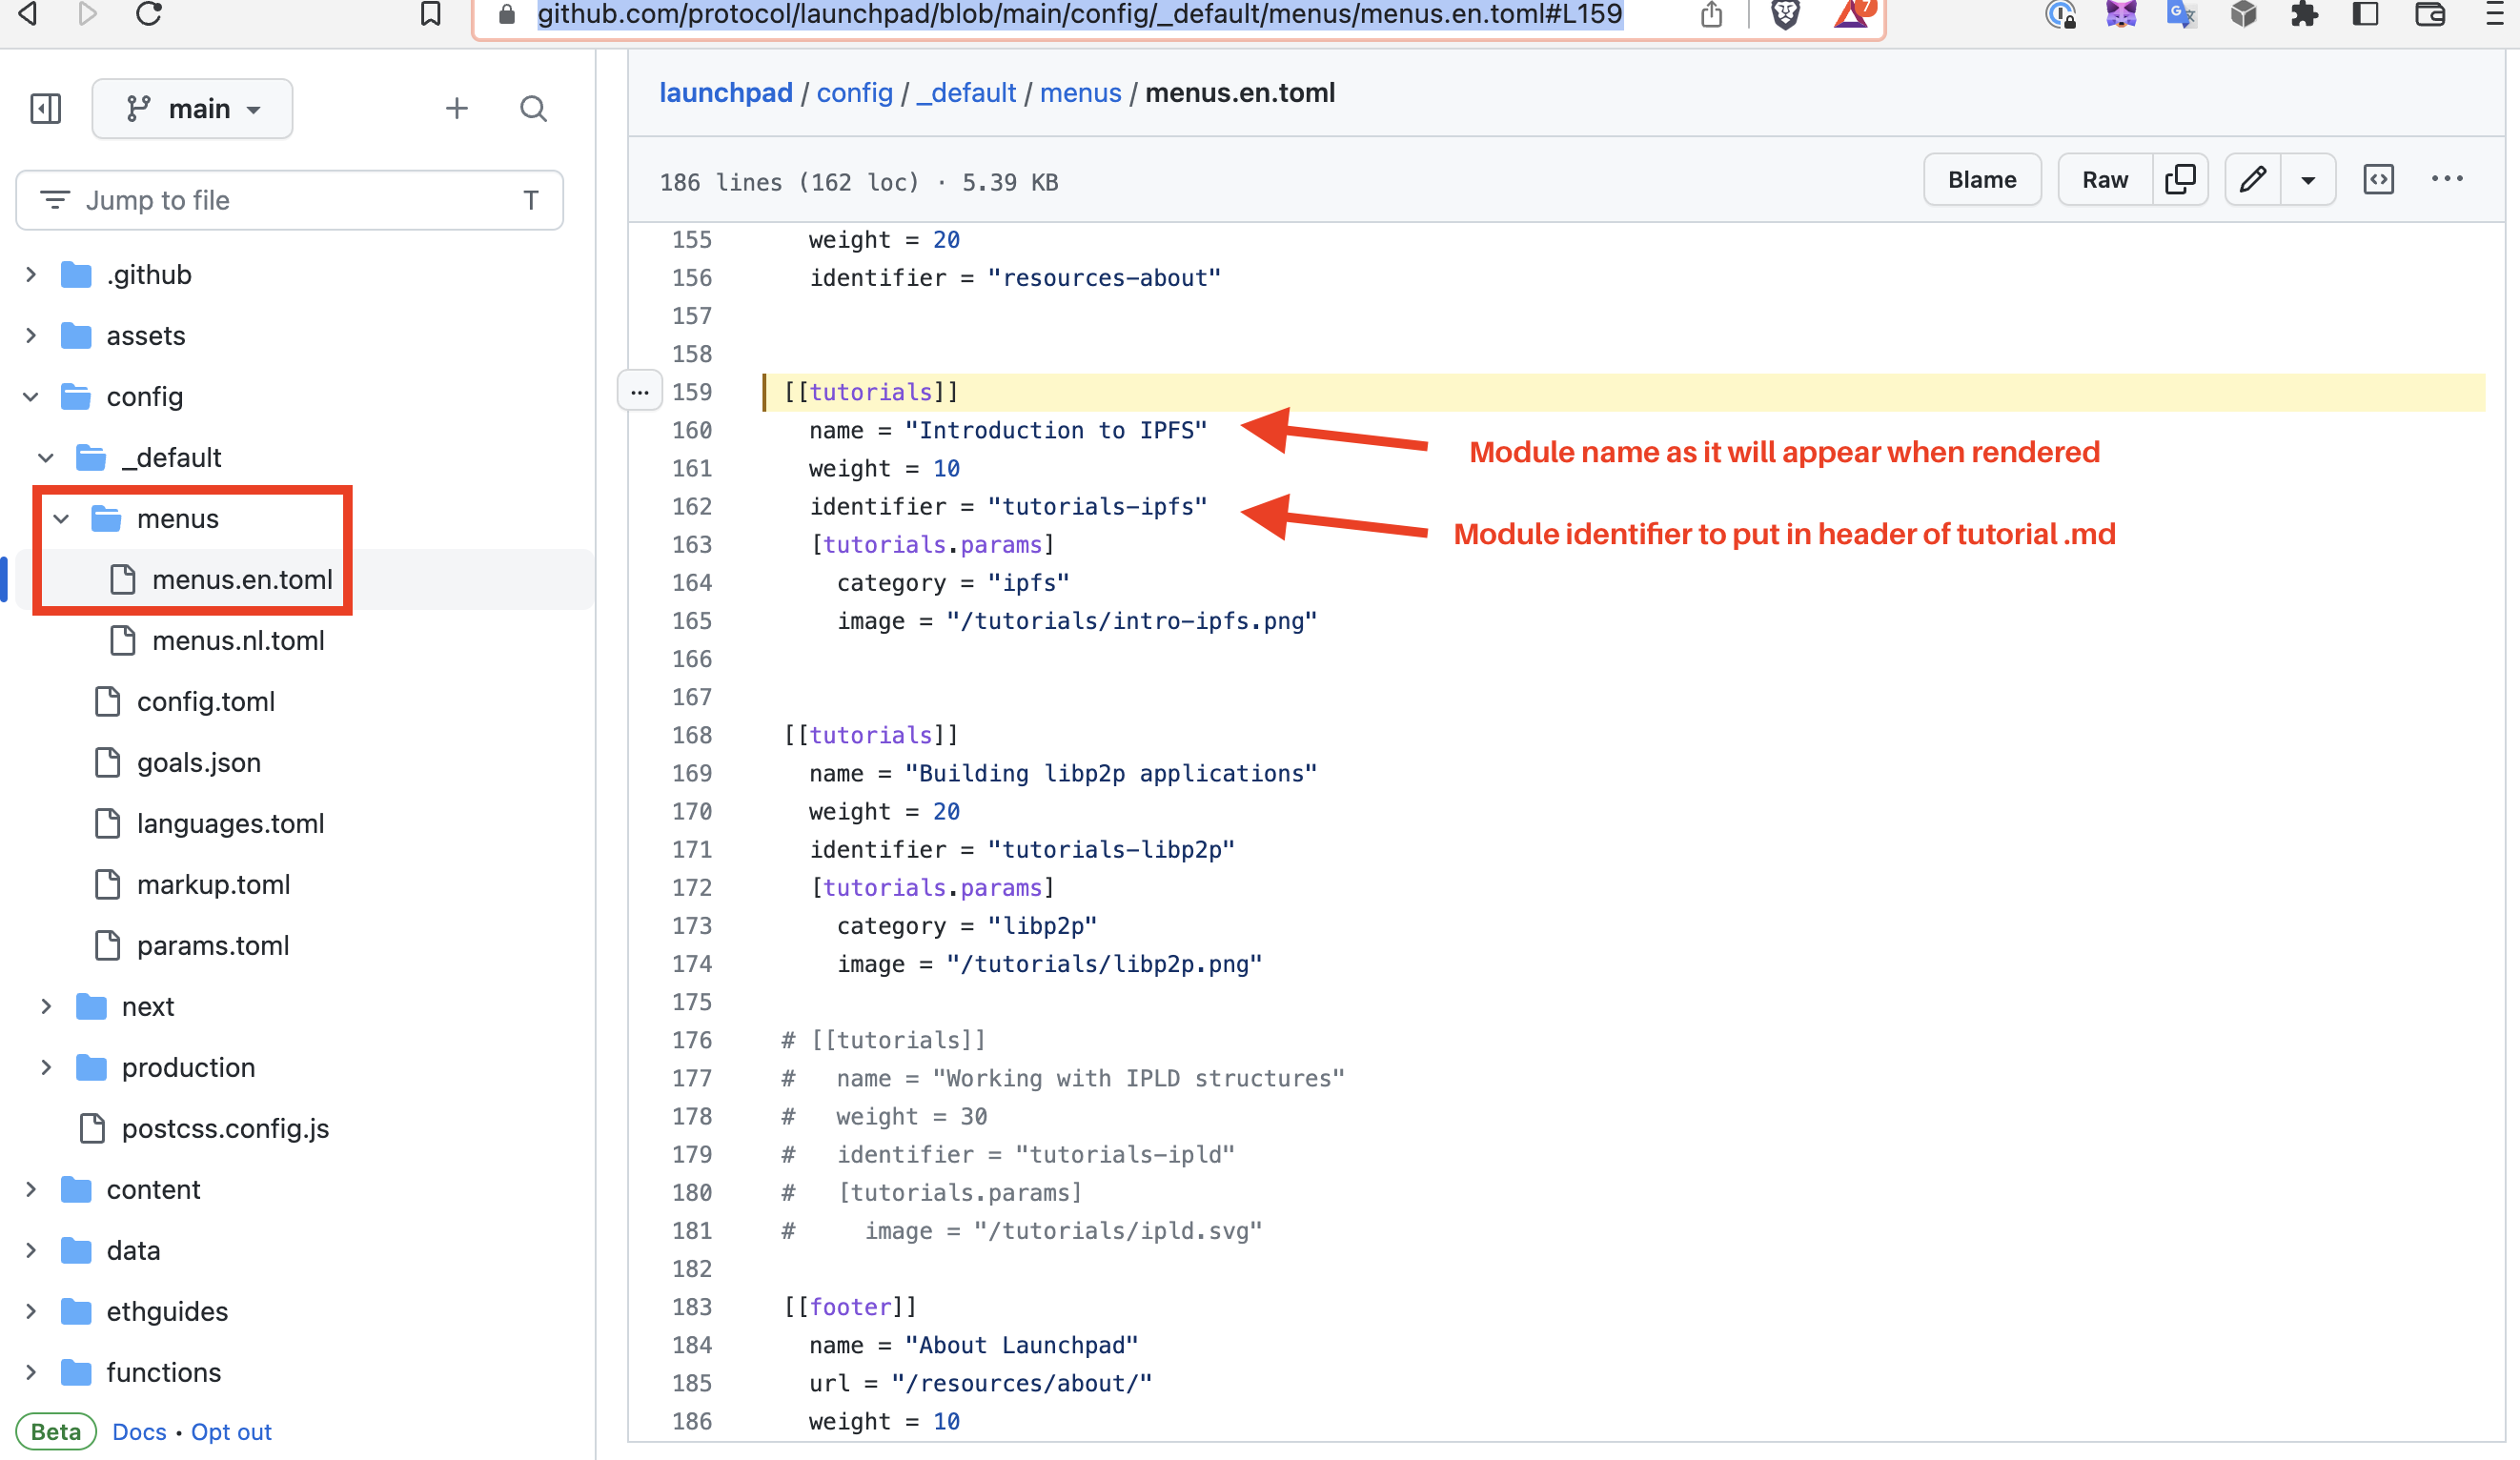 github.com/protocol/launchpad/blob/main/config/_default/menus/menus.en.toml#L159
7
main
Jump to file
T
.github
assets
config
_default
menus
menus.en.toml
menus.nl.toml
config.toml
goals.json
languages.toml
markup.toml
params.toml
next
production
postcss.config.js
content
data
ethguides
functions
Beta Docs • Opt out
launchpad / config / _default / menus / menus.en.toml
186 lines (162 loc) · 5.39 KB
Blame
Raw
155 weight = 20
156 identifier = "resources-about"
157
158
159 [[tutorials]]
160 name = "Introduction to IPFS"
Module name as it will appear when rendered
161 weight = 10
162 identifier = "tutorials-ipfs"
Module identifier to put in header of tutorial .md
163 [tutorials.params]
164 category = "ipfs"
165 image = "/tutorials/intro-ipfs.png"
166
167
168 [[tutorials]]
169 name = "Building libp2p applications"
170 weight = 20
171 identifier = "tutorials-libp2p"
172 [tutorials.params]
173 category = "libp2p"
174 image = "/tutorials/libp2p.png"
175
176 # [[tutorials]]
177 # name = "Working with IPLD structures"
178 # weight = 30
179 # identifier = "tutorials-ipld"
180 # [tutorials.params]
181 # image = "/tutorials/ipld.svg"
182
183 [[footer]]
184 name = "About Launchpad"
185 url = "/resources/about/"
186 weight = 10